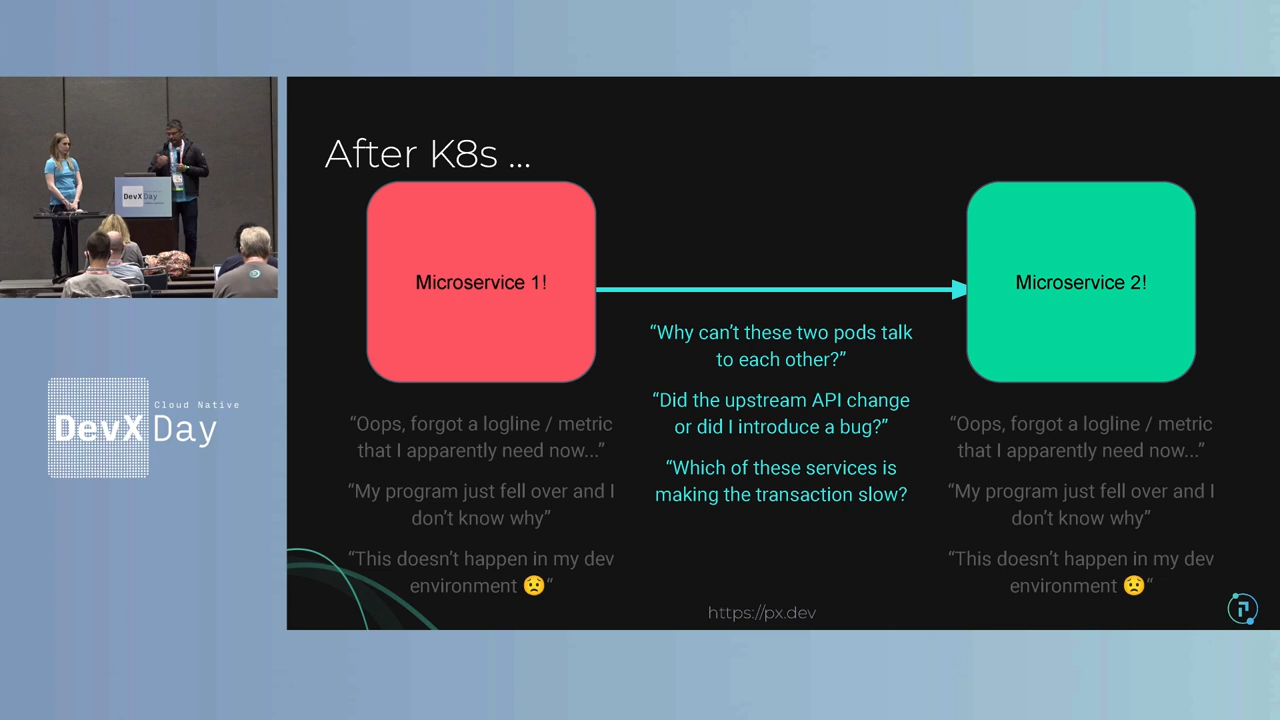 After K8s ...
Microservice 1!
Microservice 2!
“Why can’t these two pods talk
to each other?”
“Did the upstream API change
or did I introduce a bug?”
“Which of these services is
making the transaction slow?
“Oops, forgot a logline / metric
that I apparently need now...”
“My program just fell over and I
don’t know why”
“This doesn’t happen in my dev
environment 😟“
“Oops, forgot a logline / metric
that I apparently need now...”
“My program just fell over and I
don’t know why”
“This doesn’t happen in my dev
environment 😟“
https://px.dev
Cloud Native
DevX Day
DevX Day